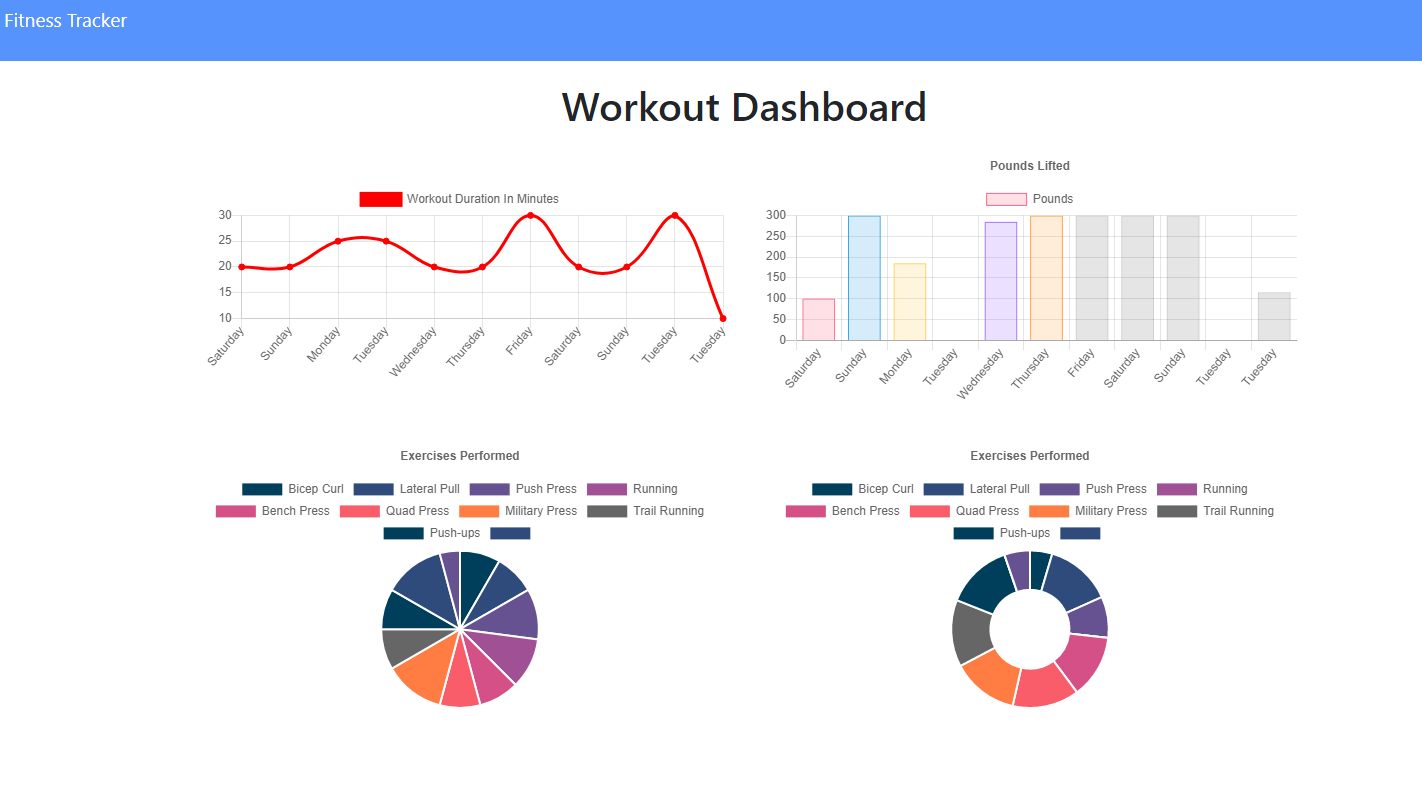 Fitness Tracker
Workout Dashboard
Workout Duration In Minutes
30
25
20
15
10
Saturday Sunday Monday Tuesday Wednesday Thursday Friday Saturday Sunday Tuesday Tuesday
Pounds Lifted
Pounds
300
250
200
150
100
50
0
Saturday Sunday Monday Tuesday Wednesday Thursday Friday Saturday Sunday Tuesday Tuesday
Exercises Performed
Bicep Curl Lateral Pull Push Press Running
Bench Press Quad Press Military Press Trail Running
Push-ups
Exercises Performed
Bicep Curl Lateral Pull Push Press Running
Bench Press Quad Press Military Press Trail Running
Push-ups